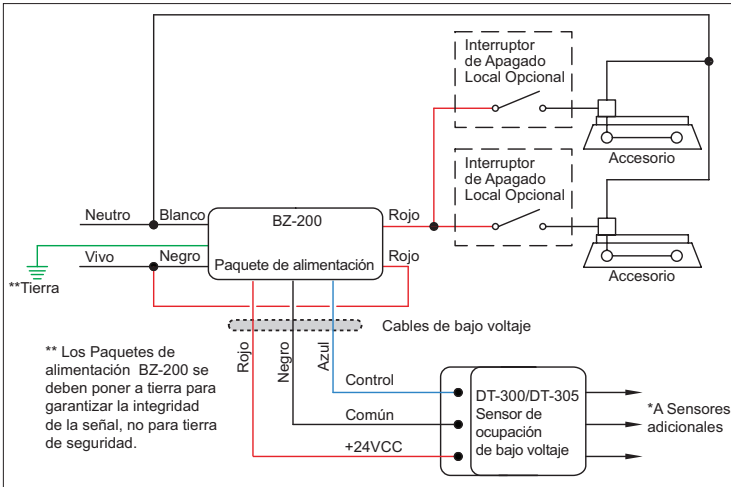 Interruptor
de Apagado
Local Opcional
Accesorio
Interruptor
de Apagado
Local Opcional
Accesorio
Neutro
Blanco
BZ-200
Rojo
Vivo
Negro
Paquete de alimentación
Rojo
**Tierra
Cables de bajo voltaje
Rojo
Negro
Azul
** Los Paquetes de
alimentación BZ-200 se
deben poner a tierra para
garantizar la integridad
de la señal, no para tierra
de seguridad.
Control
Común
+24VCC
DT-300/DT-305
Sensor de
ocupación
de bajo voltaje
*A Sensores
adicionales